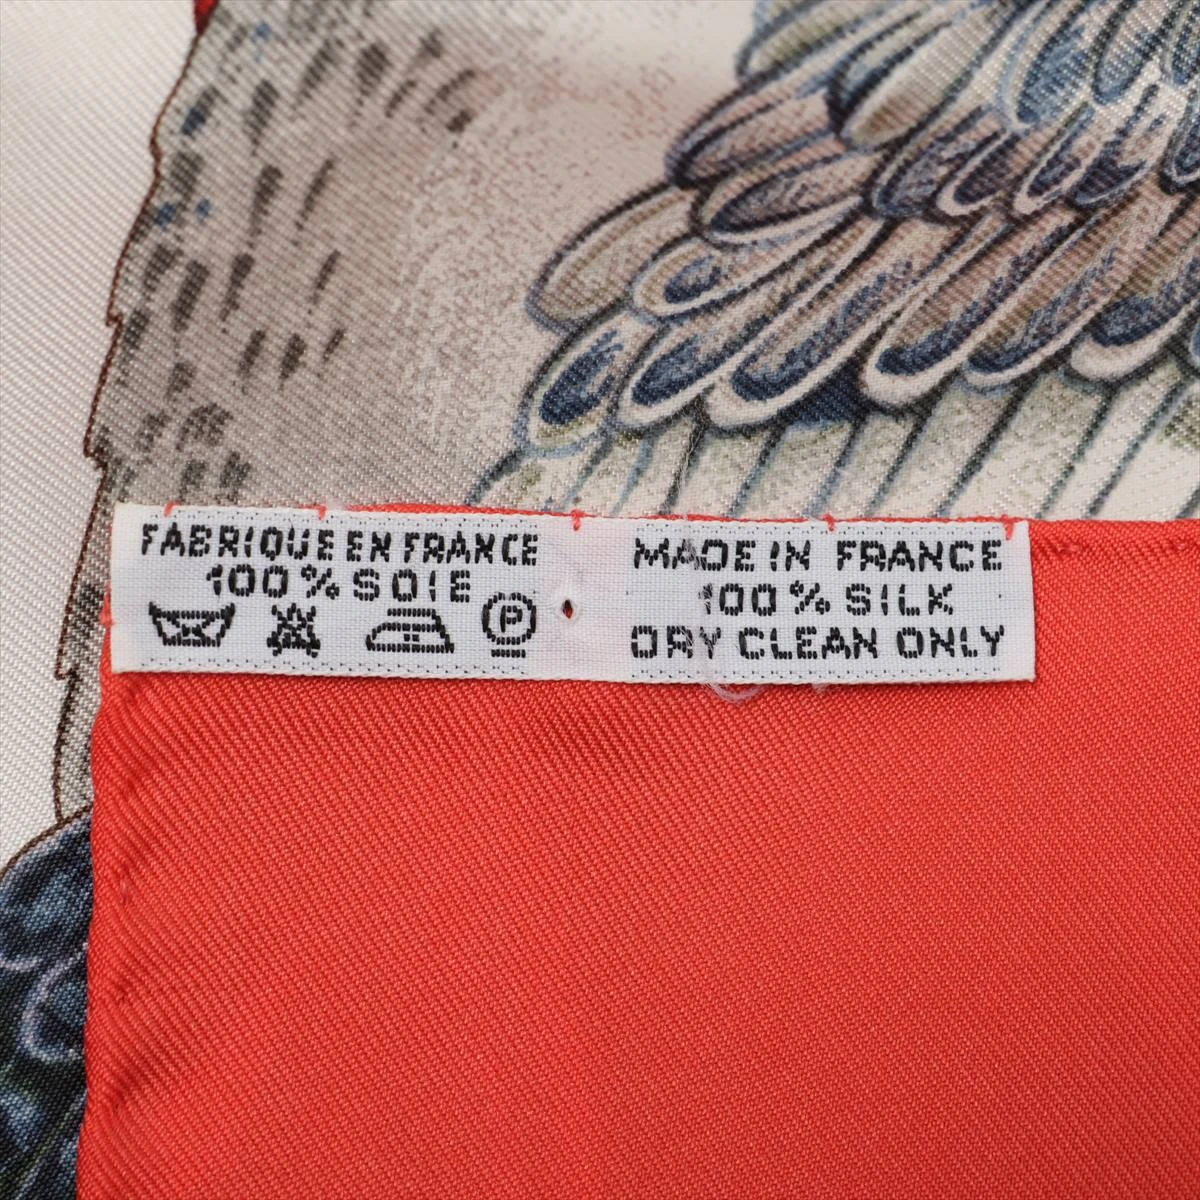 FABRIQUE EN FRANCE
100% SOIE
P
MADE IN FRANCE
100% SILK
DRY CLEAN ONLY